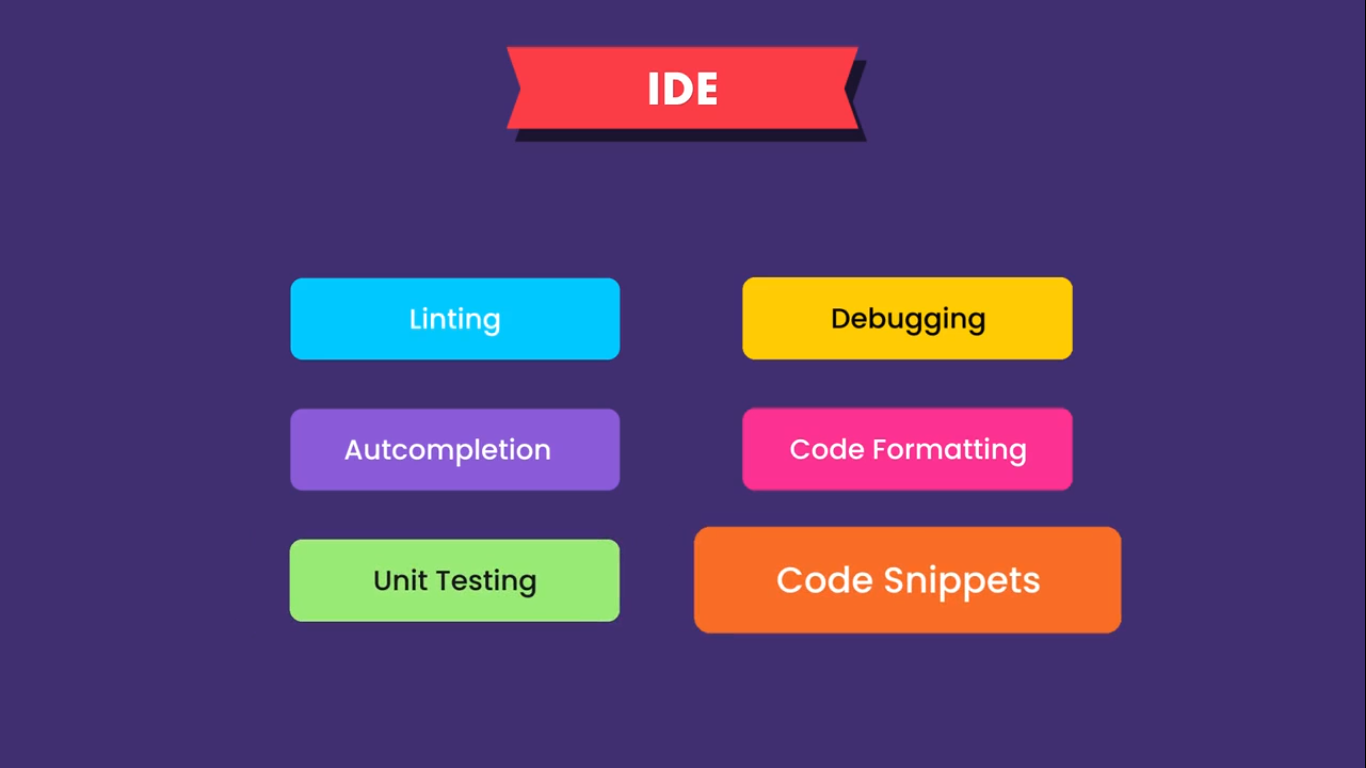 IDE
Linting
Debugging
Autcompletion
Code Formatting
Unit Testing
Code Snippets